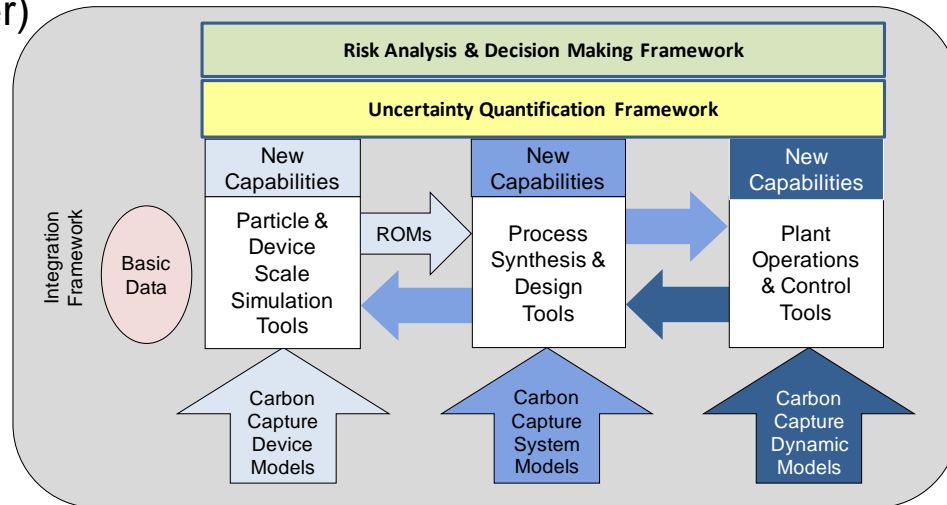 er)
Risk Analysis & Decision Making Framework
Uncertainty Quantification Framework
Integration
Framework
Basic
Data
New
Capabilities
Particle &
Device
Scale
Simulation
Tools
ROMs
New
Capabilities
Process
Synthesis &
Design
Tools
New
Capabilities
Plant
Operations
& Control
Tools
Carbon
Capture
Device
Models
Carbon
Capture
System
Models
Carbon
Capture
Dynamic
Models